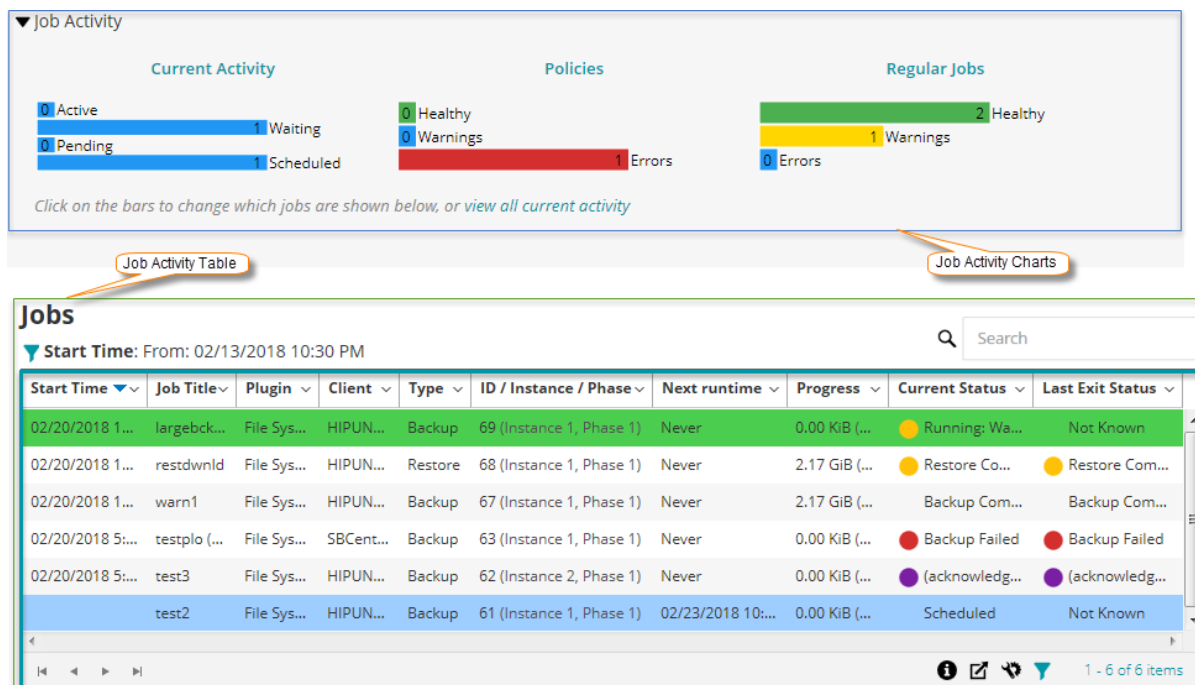 Job Activity
Current Activity
0 Active
1 Waiting
0 Pending
1 Scheduled
Policies
0 Healthy
0 Warnings
1 Errors
Regular Jobs
2 Healthy
1 Warnings
0 Errors
Click on the bars to change which jobs are shown below, or view all current activity
Job Activity Table
Job Activity Charts
Jobs
Search
Start Time: From: 02/13/2018 10:30 PM
Start Time Job Title Plugin Client Type ID / Instance / Phase Next runtime Progress Current Status Last Exit Status
02/20/2018 1... largebck... File Sys... HIPUN... Backup 69 (Instance 1, Phase 1) Never 0.00 KiB (... Running: Wa... Not Known
02/20/2018 1... restdwnld File Sys... HIPUN... Restore 68 (Instance 1, Phase 1) Never 2.17 GiB (... Restore Co... Restore Com...
02/20/2018 1... warn1 File Sys... HIPUN... Backup 67 (Instance 1, Phase 1) Never 2.17 GiB (... Backup Com... Backup Com...
02/20/2018 5:... testplo (... File Sys... SBCent... Backup 63 (Instance 1, Phase 1) Never 0.00 KiB (... Backup Failed Backup Failed
02/20/2018 5:... test3 File Sys... HIPUN... Backup 62 (Instance 2, Phase 1) Never 0.00 KiB (... (acknowledg... (acknowledg...
test2 File Sys... HIPUN... Backup 61 (Instance 1, Phase 1) 02/23/2018 10:... 0.00 KiB (... Scheduled Not Known
1 - 6 of 6 items